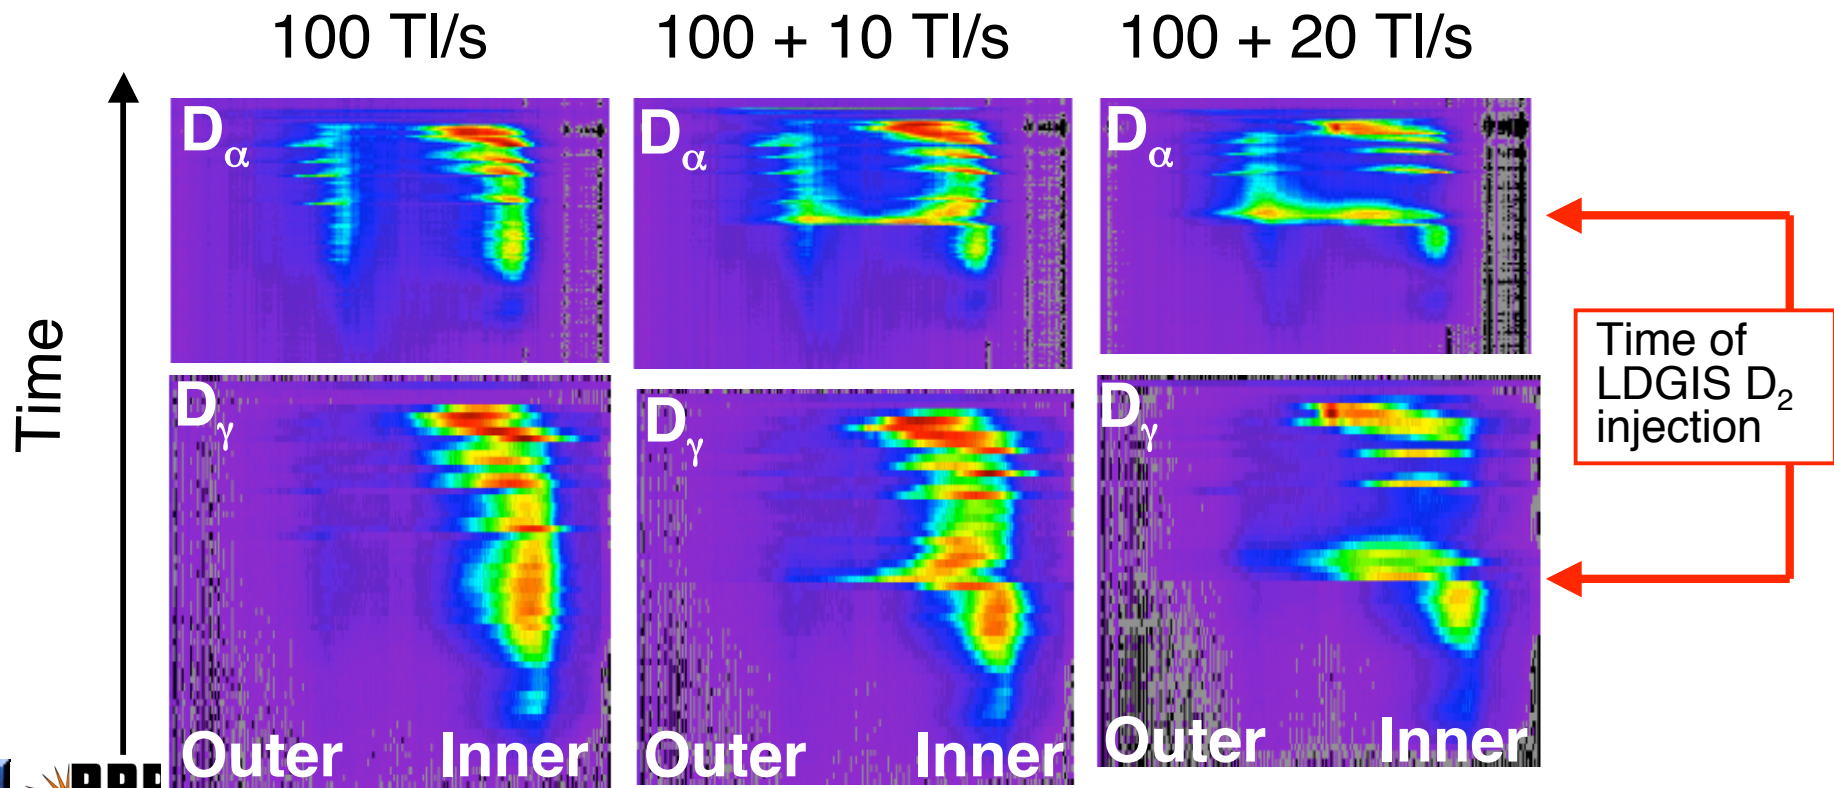 100 Tl/s
100 + 10 Tl/s
100 + 20 Tl/s
Dα
Dα
Dα
Time
Time of
LDGIS D₂
injection
Dγ
Dγ
Dγ
Outer Inner
Outer Inner
Outer Inner